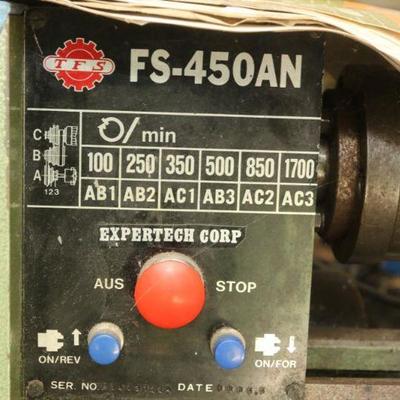 TFS
FS-450AN
C
B
A
123
/min
100 250 350 500 850 1700
AB1 AB2 AC1 AB3 AC2 AC3
EXPERTECH CORP
AUS STOP
ON/REV ON/FOR
SER. NO. DATE